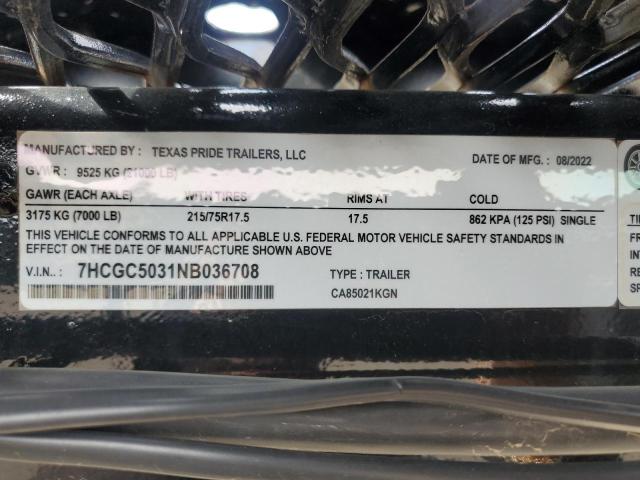 MANUFACTURED BY : TEXAS PRIDE TRAILERS, LLC DATE OF MFG. : 08/2022
GVWR : 9525 KG (21000 LB)
GAWR (EACH AXLE) WITH TIRES RIMS AT COLD
3175 KG (7000 LB) 215/75R17.5 17.5 862 KPA (125 PSI) SINGLE
THIS VEHICLE CONFORMS TO ALL APPLICABLE U.S. FEDERAL MOTOR VEHICLE SAFETY STANDARDS IN
EFFECT ON THE DATE OF MANUFACTURE SHOWN ABOVE
V.I.N.. : 7HCGC5031NB036708 TYPE : TRAILER
CA85021KGN